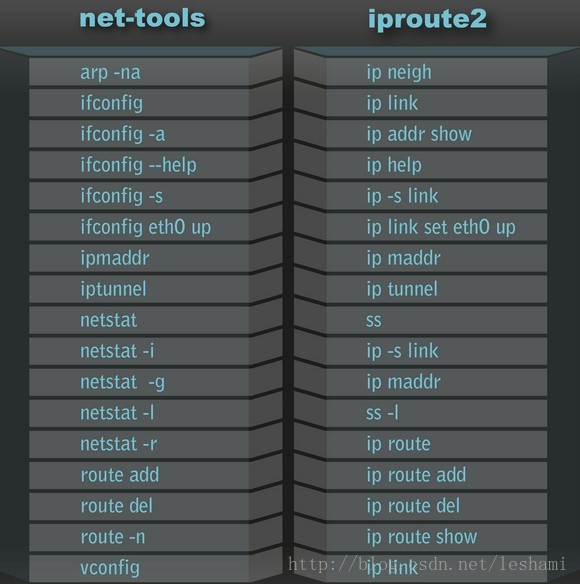 net-tools iproute2
arp -na ip neigh
ifconfig ip link
ifconfig -a ip addr show
ifconfig --help ip help
ifconfig -s ip -s link
ifconfig eth0 up ip link set eth0 up
ipmaddr ip maddr
iptunnel ip tunnel
netstat ss
netstat -i ip -s link
netstat  -g ip maddr
netstat -l ss -l
netstat -r ip route
route add ip route add
route del ip route del
route -n ip route show
vconfig ip link
http://blog.csdn.net/leshami